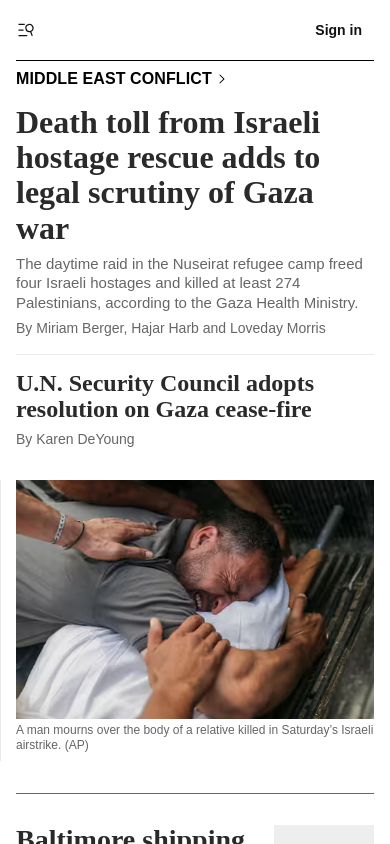 Sign in
MIDDLE EAST CONFLICT
Death toll from Israeli
hostage rescue adds to
legal scrutiny of Gaza
war
The daytime raid in the Nuseirat refugee camp freed
four Israeli hostages and killed at least 274
Palestinians, according to the Gaza Health Ministry.
By Miriam Berger, Hajar Harb and Loveday Morris
U.N. Security Council adopts
resolution on Gaza cease-fire
By Karen DeYoung
A man mourns over the body of a relative killed in Saturday's Israeli
airstrike. (AP)
Baltimore shipping